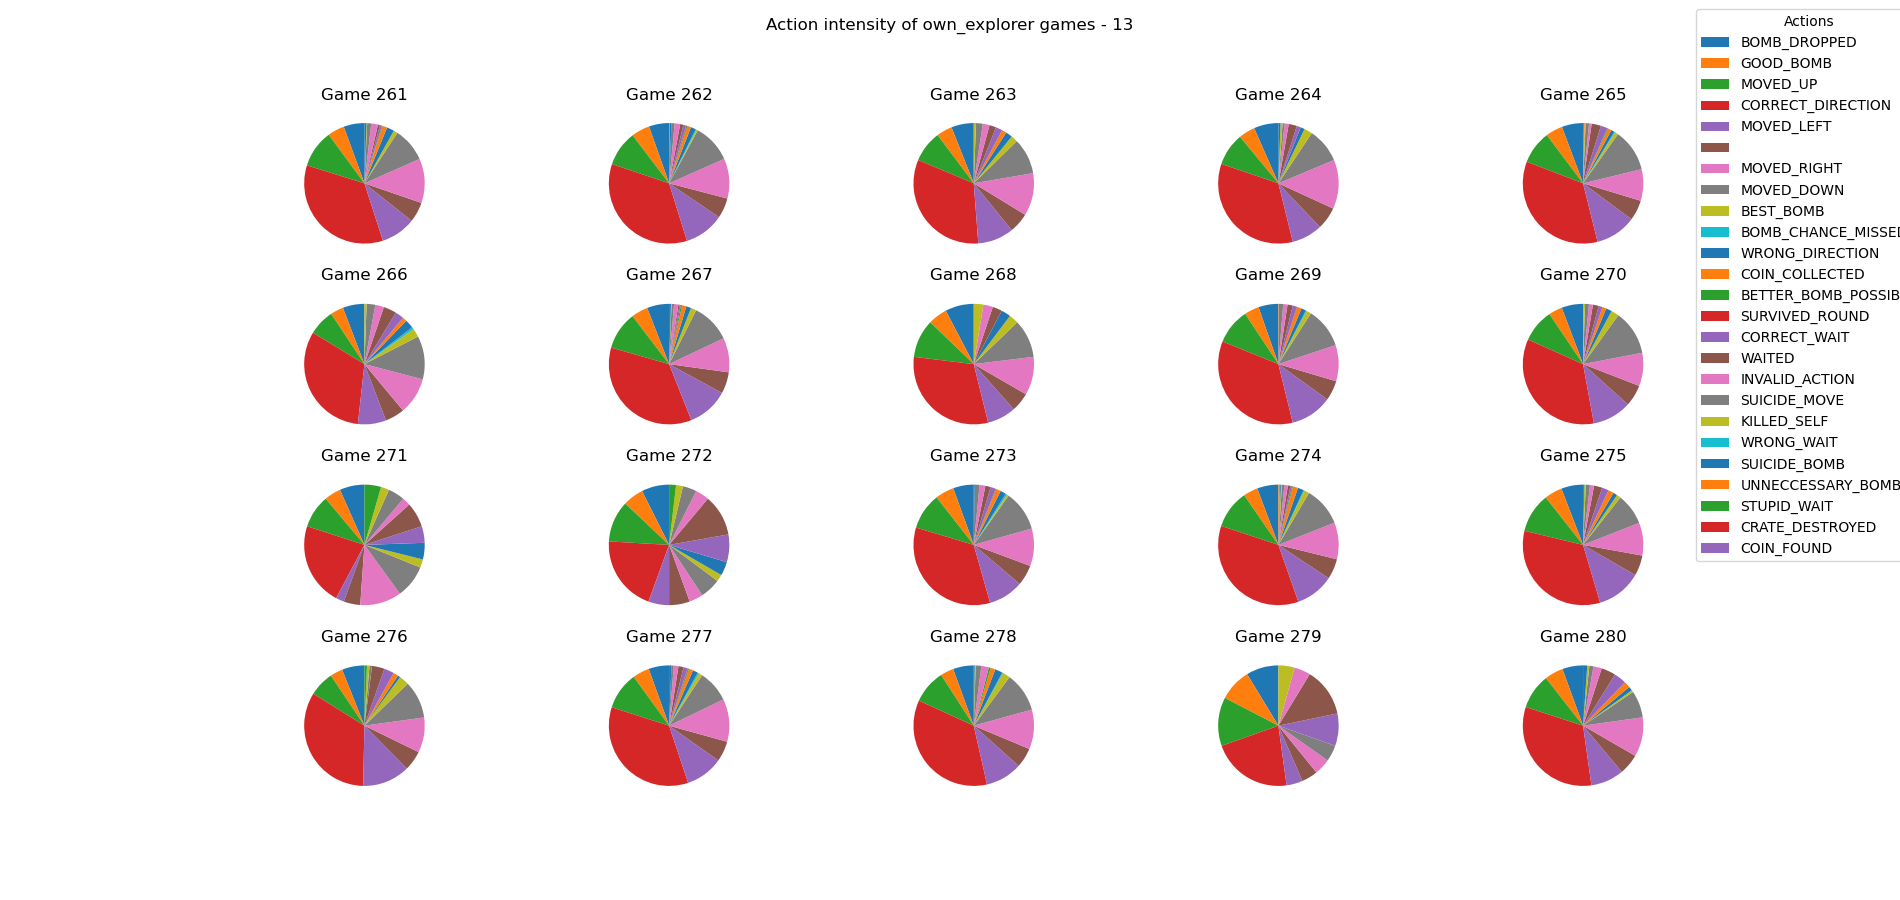 Action intensity of own_explorer games - 13
Actions
BOMB_DROPPED
GOOD_BOMB
MOVED_UP
CORRECT_DIRECTION
MOVED_LEFT
MOVED_RIGHT
MOVED_DOWN
BEST_BOMB
BOMB_CHANCE_MISSED
WRONG_DIRECTION
COIN_COLLECTED
BETTER_BOMB_POSSIB
SURVIVED_ROUND
CORRECT_WAIT
WAITED
INVALID_ACTION
SUICIDE_MOVE
KILLED_SELF
WRONG_WAIT
SUICIDE_BOMB
UNNECCESSARY_BOMB
STUPID_WAIT
CRATE_DESTROYED
COIN_FOUND
Game 261 Game 262 Game 263 Game 264 Game 265
Game 266 Game 267 Game 268 Game 269 Game 270
Game 271 Game 272 Game 273 Game 274 Game 275
Game 276 Game 277 Game 278 Game 279 Game 280